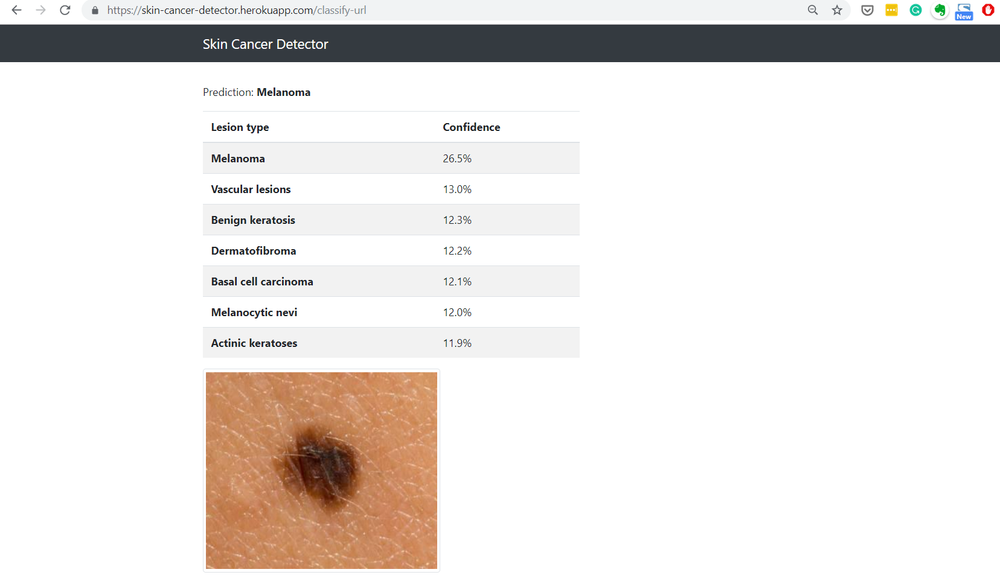 https://skin-cancer-detector.herokuapp.com/classify-url
New
Skin Cancer Detector
Prediction: Melanoma
Lesion type Confidence
Melanoma 26.5%
Vascular lesions 13.0%
Benign keratosis 12.3%
Dermatofibroma 12.2%
Basal cell carcinoma 12.1%
Melanocytic nevi 12.0%
Actinic keratoses 11.9%